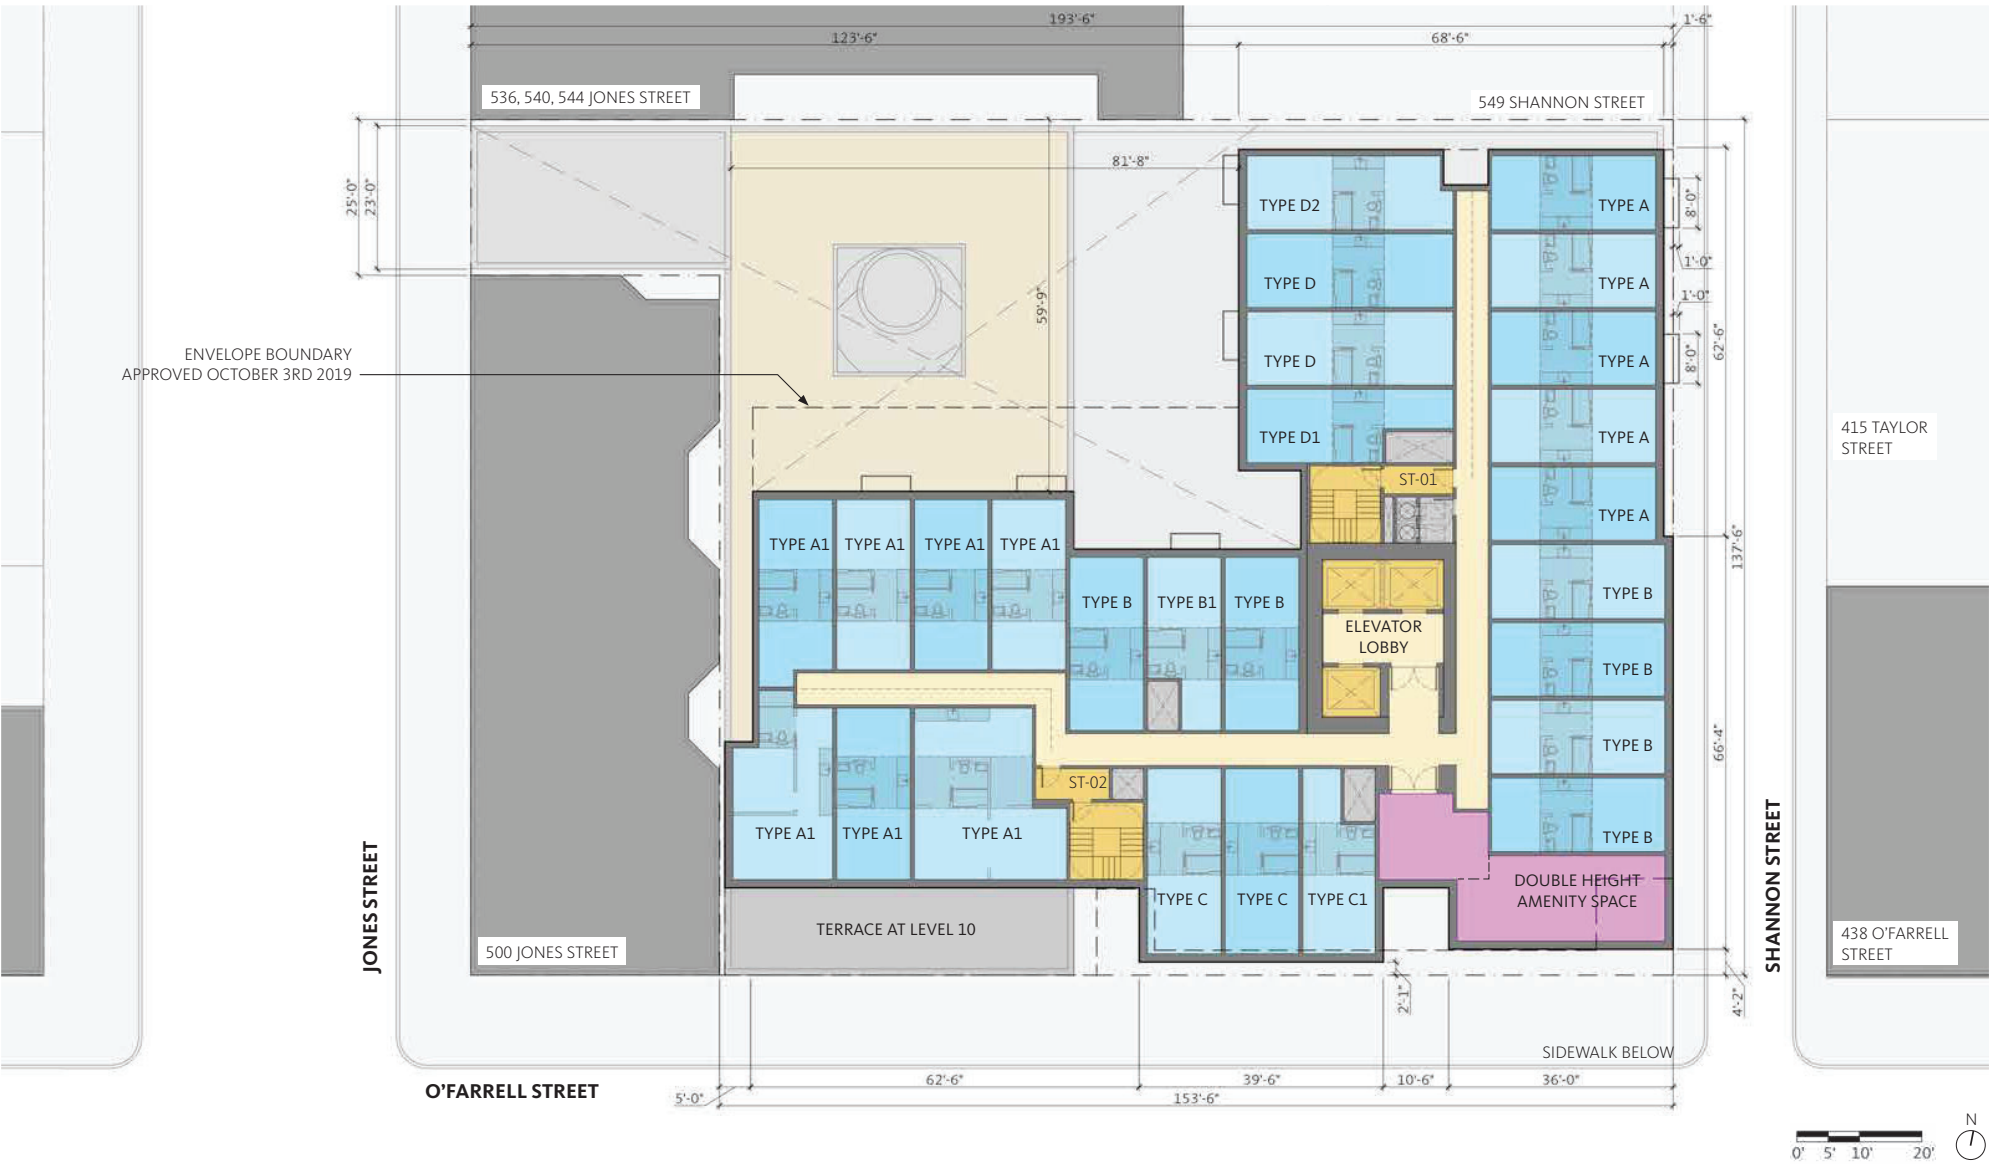 193'-6"
1'-6"
123'-6"
68'-6"
536, 540, 544 JONES STREET
549 SHANNON STREET
81'-8"
25'-0"
23'-0"
59'-9"
TYPE D2
TYPE A
8'-0"
TYPE D
TYPE A
1'-0"
1'-0"
TYPE D
TYPE A
8'-0"
62'-6"
ENVELOPE BOUNDARY
APPROVED OCTOBER 3RD 2019
TYPE D1
TYPE A
415 TAYLOR
STREET
ST-01
TYPE A
137'-6"
TYPE A1
TYPE A1
TYPE A1
TYPE A1
TYPE B
TYPE B1
TYPE B
TYPE B
ELEVATOR
LOBBY
TYPE B
TYPE B
66'-4"
ST-02
TYPE A1
TYPE A1
TYPE A1
TYPE B
TYPE C
TYPE C
TYPE C1
DOUBLE HEIGHT
AMENITY SPACE
TERRACE AT LEVEL 10
500 JONES STREET
JONES STREET
SHANNON STREET
438 O'FARRELL
STREET
2'-1"
4'-2"
SIDEWALK BELOW
O'FARRELL STREET
5'-0"
62'-6"
39'-6"
10'-6"
36'-0"
153'-6"
N
0' 5' 10' 20'